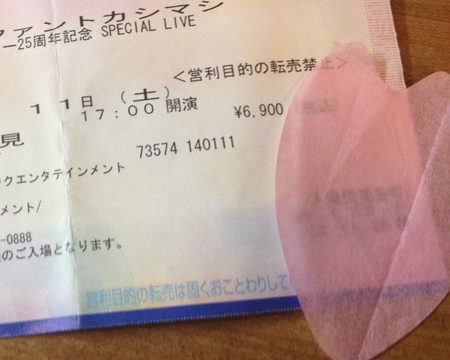 ファントカシマシ
ー25周年記念 SPECIAL LIVE
＜営利目的の転売禁止＞
11日（土）
17：00 開演
¥6,900
見
73574 140111
ックエンタテインメント
メント/
-0888
のご入場となります。
営利目的の転売は固くおことわりして